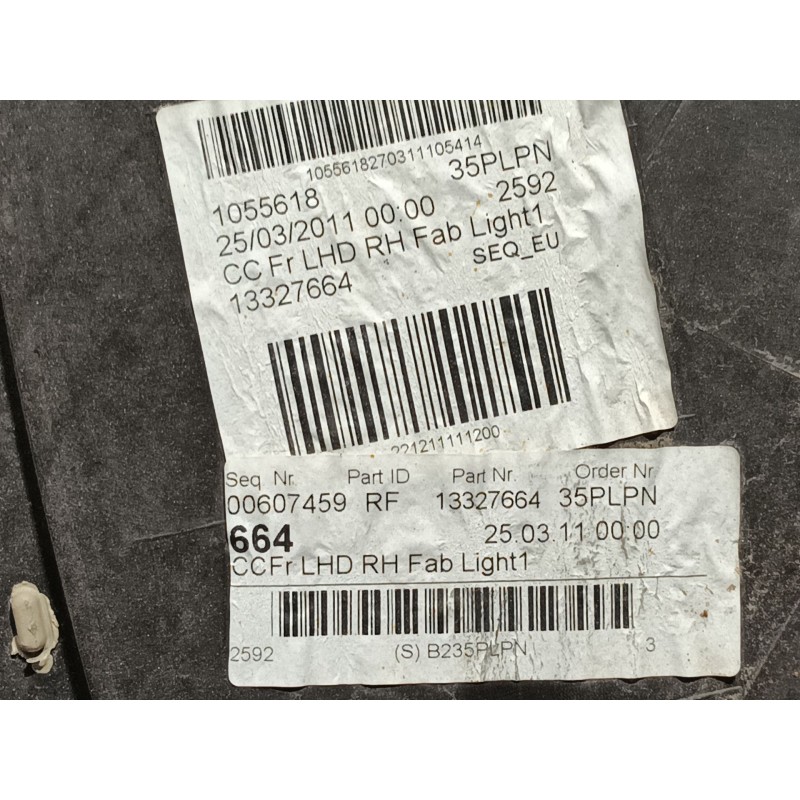 1055618270311105414
1055618 35PLPN
25/03/2011 00:00 2592
CC Fr LHD RH Fab Light1
13327664 SEQ_EU
221211111200
Seq Nr. Part ID Part Nr. Order Nr
00607459 RF 13327664 35PLPN
664 25.03.11 00:00
CCFr LHD RH Fab Light1
2592 (S) B235PLPN 3